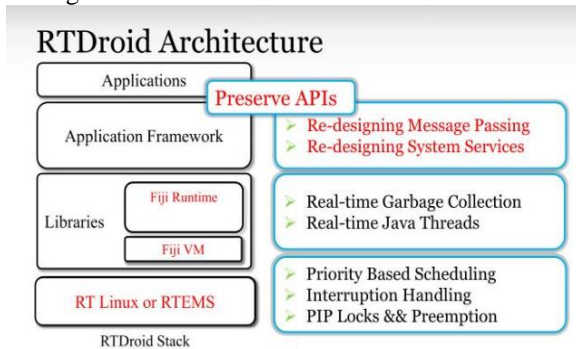 RTDroid Architecture
Applications
Preserve APIs
Application Framework
Re-designing Message Passing
Re-designing System Services
Libraries
Fiji Runtime
Fiji VM
Real-time Garbage Collection
Real-time Java Threads
RT Linux or RTEMS
Priority Based Scheduling
Interruption Handling
PIP Locks && Preemption
RTDroid Stack